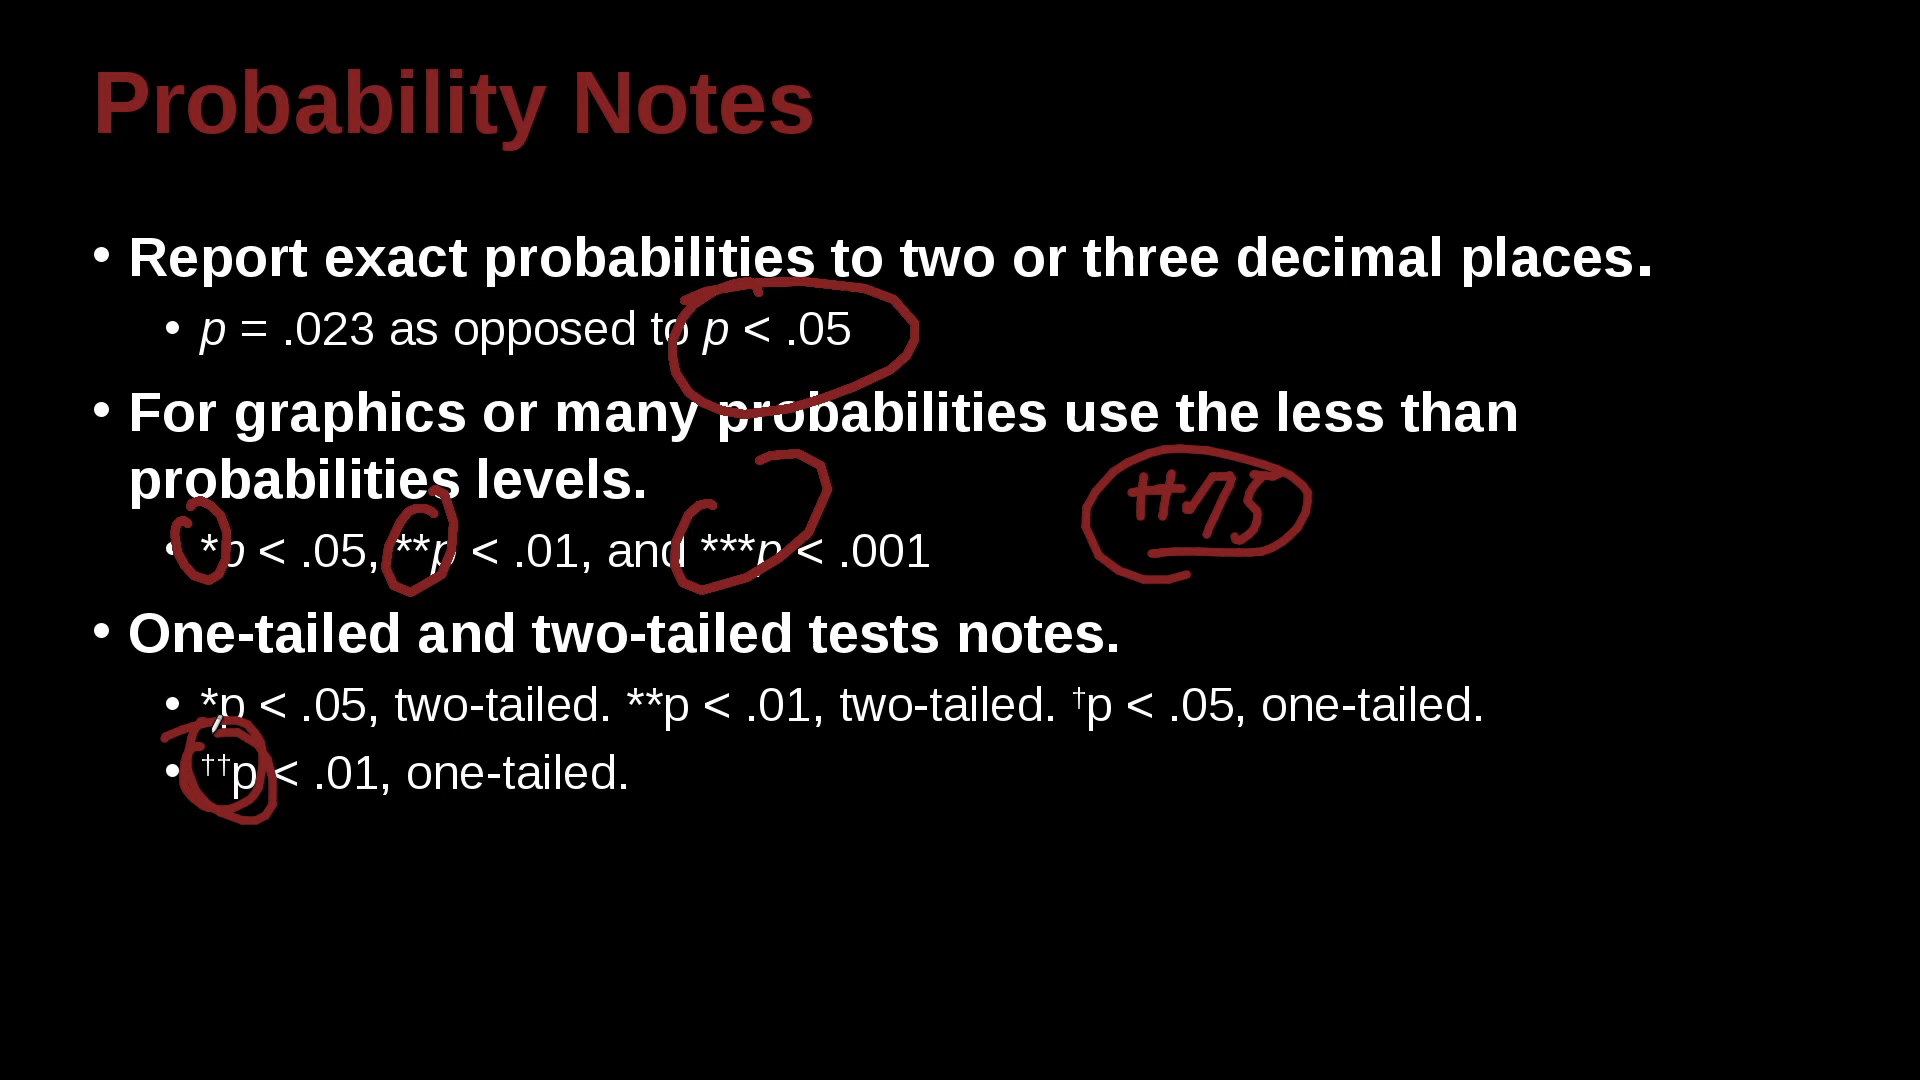 Probability Notes
• Report exact probabilities to two or three decimal places.
• p = .023 as opposed to p < .05
• For graphics or many probabilities use the less than
probabilities levels.
• *p < .05, **p < .01, and ***p < .001
• One-tailed and two-tailed tests notes.
• *p < .05, two-tailed. **p < .01, two-tailed. †p < .05, one-tailed.
• ††p < .01, one-tailed.